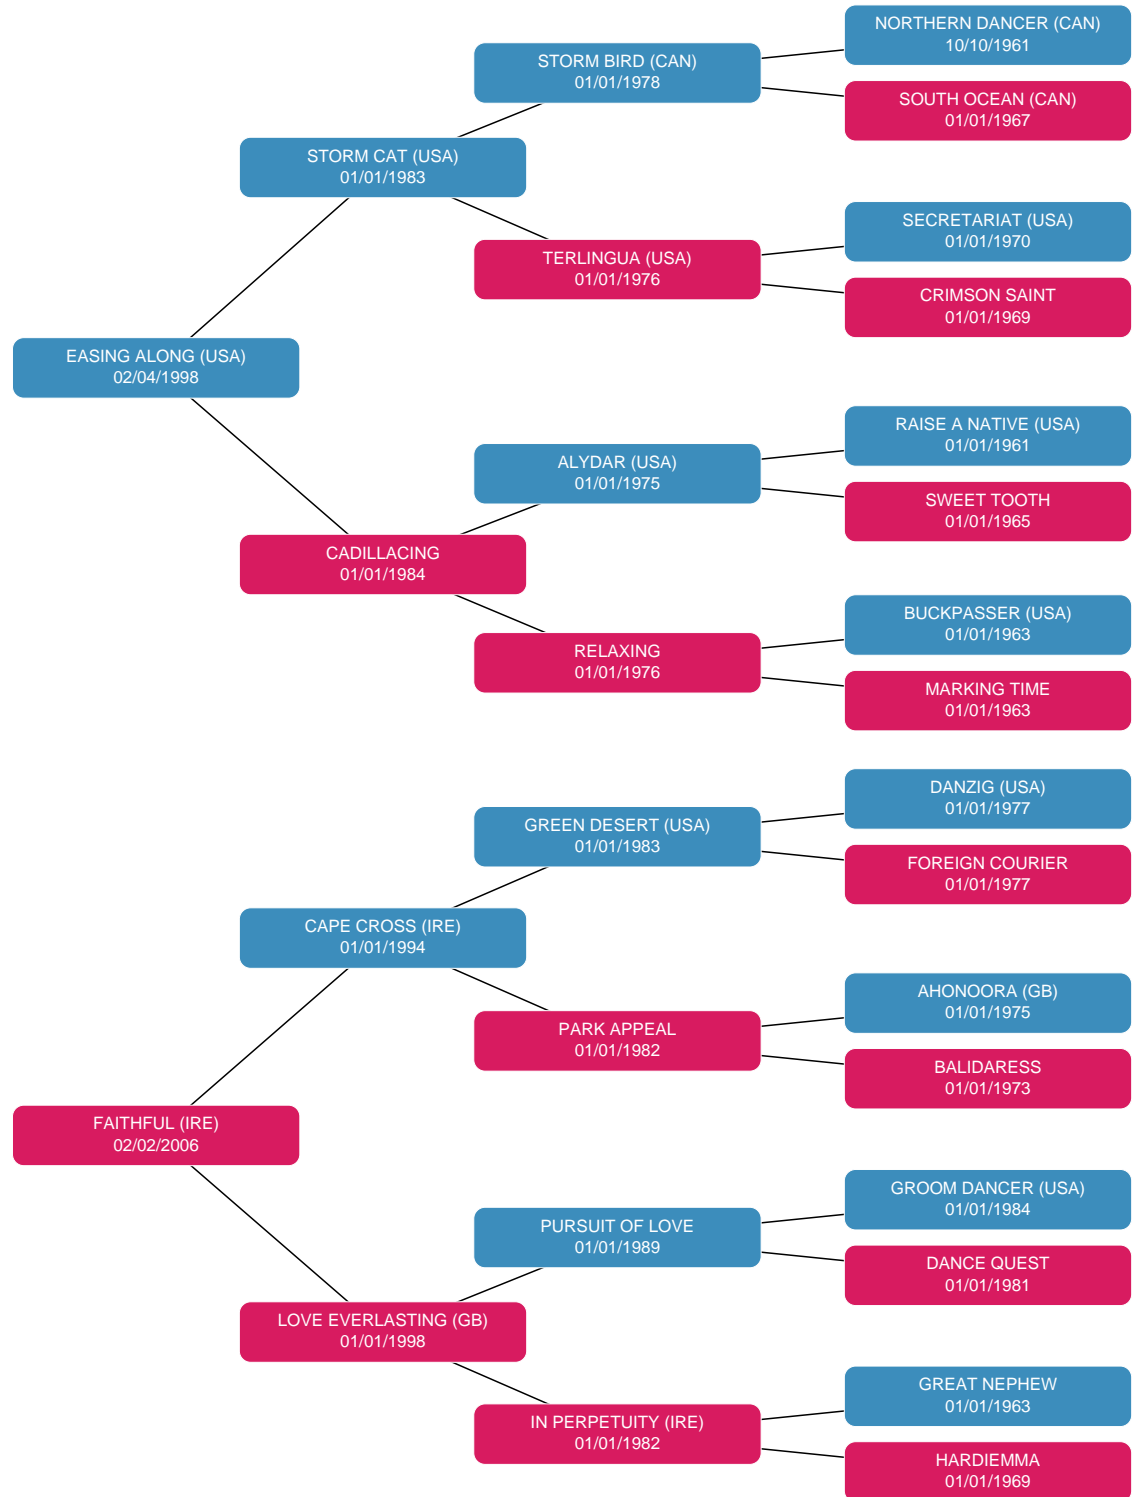 NORTHERN DANCER (CAN)
10/10/1961
STORM BIRD (CAN)
01/01/1978
SOUTH OCEAN (CAN)
01/01/1967
STORM CAT (USA)
01/01/1983
SECRETARIAT (USA)
01/01/1970
TERLINGUA (USA)
01/01/1976
CRIMSON SAINT
01/01/1969
EASING ALONG (USA)
02/04/1998
RAISE A NATIVE (USA)
01/01/1961
ALYDAR (USA)
01/01/1975
SWEET TOOTH
01/01/1965
CADILLACING
01/01/1984
BUCKPASSER (USA)
01/01/1963
RELAXING
01/01/1976
MARKING TIME
01/01/1963
DANZIG (USA)
01/01/1977
GREEN DESERT (USA)
01/01/1983
FOREIGN COURIER
01/01/1977
CAPE CROSS (IRE)
01/01/1994
AHONOORA (GB)
01/01/1975
PARK APPEAL
01/01/1982
BALIDARESS
01/01/1973
FAITHFUL (IRE)
02/02/2006
GROOM DANCER (USA)
01/01/1984
PURSUIT OF LOVE
01/01/1989
DANCE QUEST
01/01/1981
LOVE EVERLASTING (GB)
01/01/1998
GREAT NEPHEW
01/01/1963
IN PERPETUITY (IRE)
01/01/1982
HARDIEMMA
01/01/1969